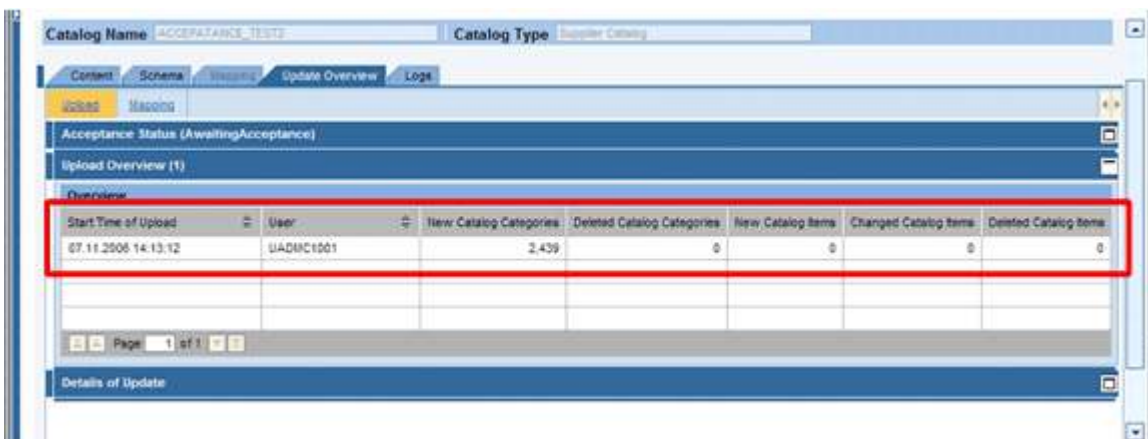 Catalog Name ACCEPATANCE_TEST2 Catalog Type Supplier Catalog
Content Schema Mapping Update Overview Logs
Upload Mapping
Acceptance Status (AwaitingAcceptance)
Upload Overview (1)
Overview
Start Time of Upload User New Catalog Categories Deleted Catalog Categories New Catalog Items Changed Catalog Items Deleted Catalog Items
07.11.2006 14:13:12 UADMC1001 2,439 0 0 0 0
Page 1 of 1
Details of Update